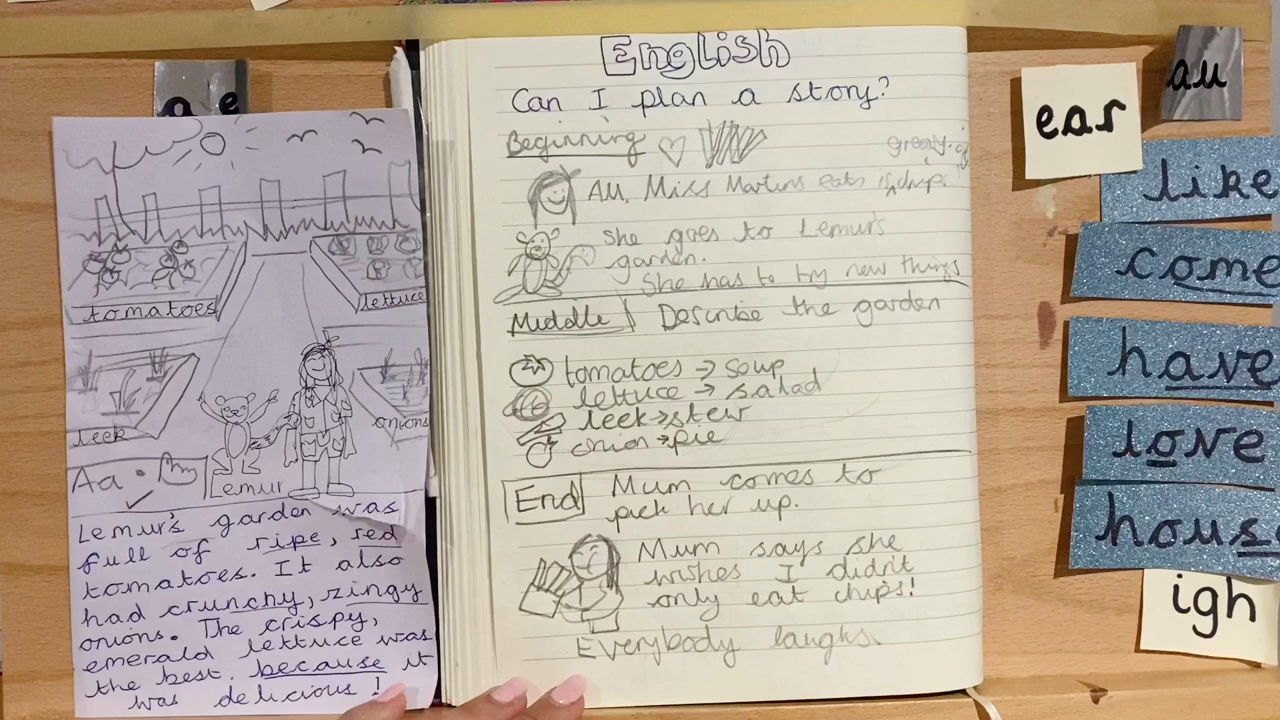 a e
tomatoes
lettuce
leek
onions
Aa
Lemur
Lemur's garden was
full of ripe, red
tomatoes. It also
had crunchy, zingy
onions. The crispy,
emerald lettuce was
the best, because it
was delicious!
English
Can I plan a story?
Beginning
greasy
Miss Martins eats chips.
She goes to Lemur's
garden.
She has to try new things
Middle Describe the garden
tomatoes → soup
lettuce → salad
leek → stew
onion → pie
End Mum comes to
pick her up.
Mum says she
wishes I didn't
only eat chips!
Everybody laughs.
ear
au
like
come
have
love
house
igh